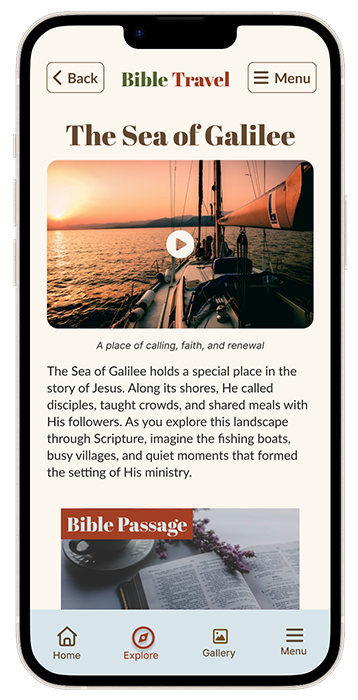 Back
Bible Travel
Menu
The Sea of Galilee
A place of calling, faith, and renewal
The Sea of Galilee holds a special place in the
story of Jesus. Along its shores, He called
disciples, taught crowds, and shared meals with
His followers. As you explore this landscape
through Scripture, imagine the fishing boats,
busy villages, and quiet moments that formed
the setting of His ministry.
Bible Passage
Home
Explore
Gallery
Menu